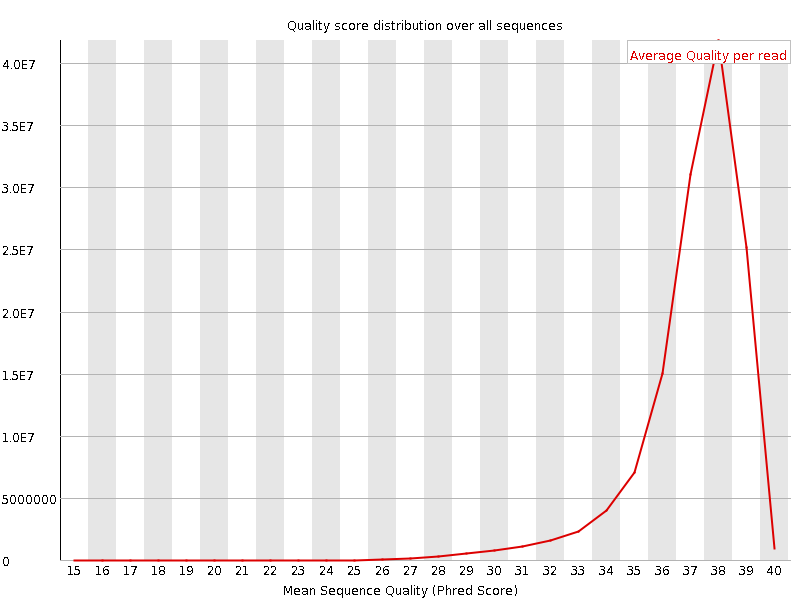 Quality score distribution over all sequences
Average Quality per read
4.0E7
3.5E7
3.0E7
2.5E7
2.0E7
1.5E7
1.0E7
5000000
0
15 16 17 18 19 20 21 22 23 24 25 26 27 28 29 30 31 32 33 34 35 36 37 38 39 40
Mean Sequence Quality (Phred Score)